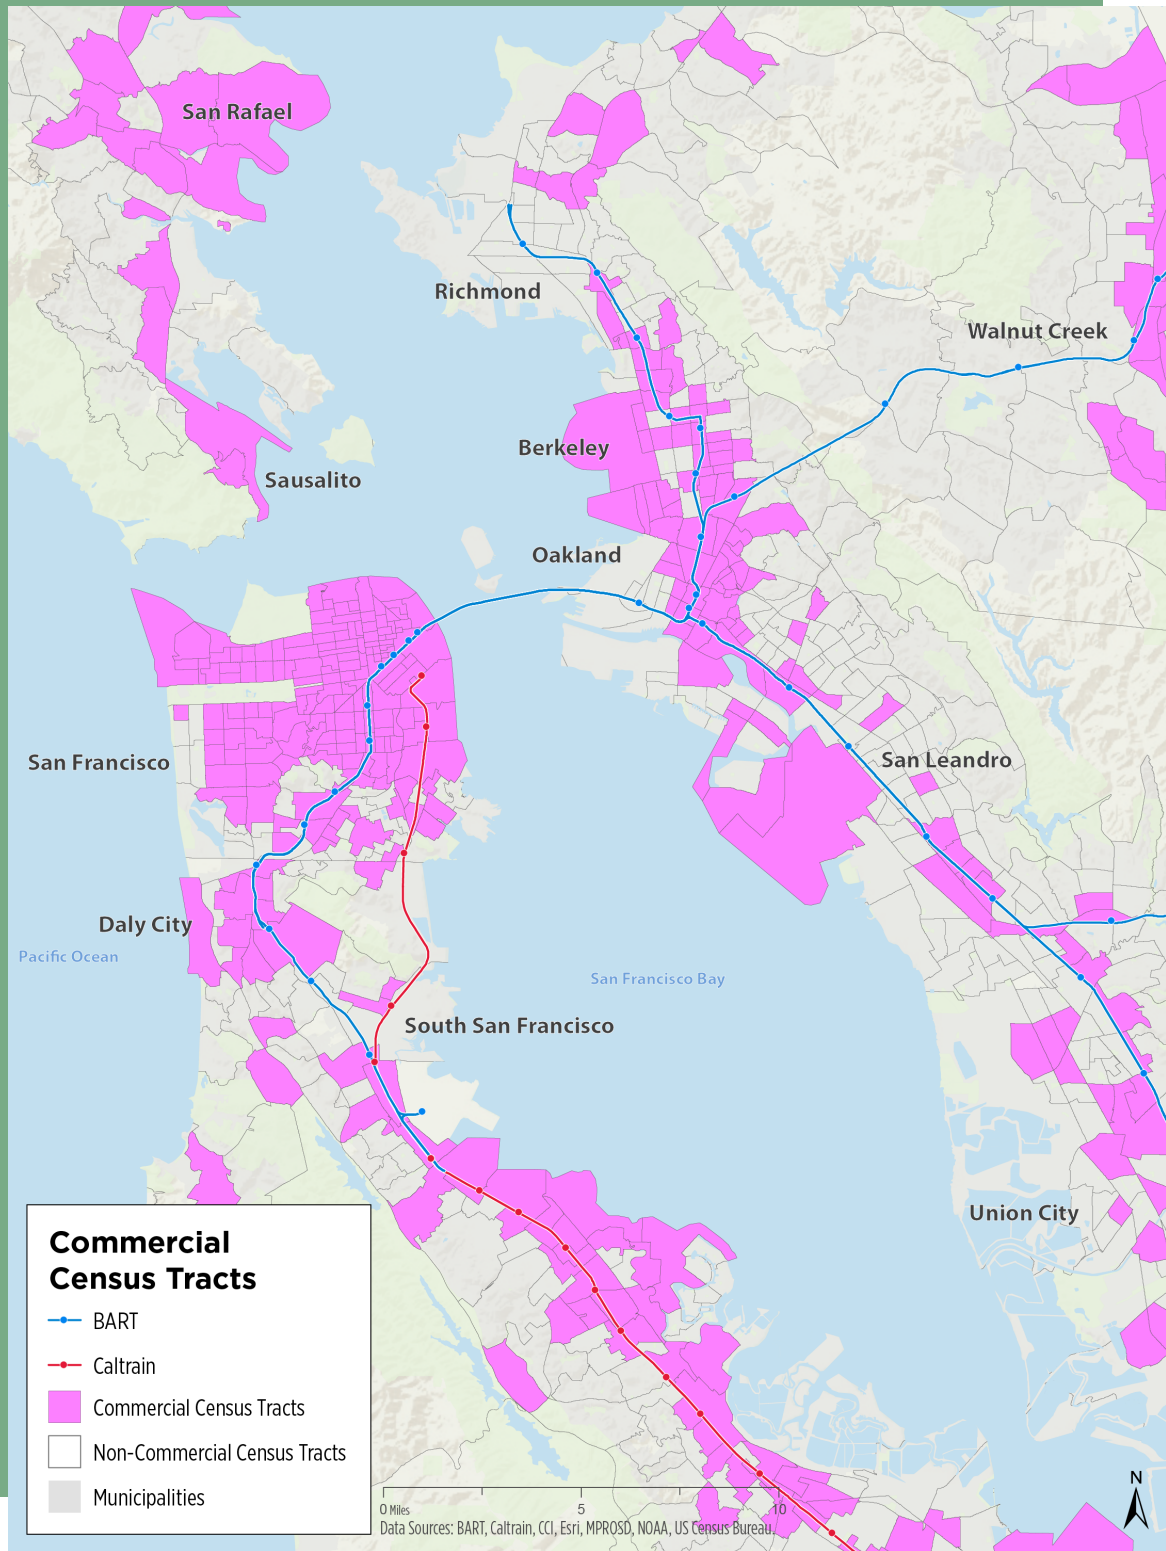 San Rafael
Richmond
Walnut Creek
Berkeley
Sausalito
Oakland
San Francisco
San Leandro
Daly City
Pacific Ocean
San Francisco Bay
South San Francisco
Union City
Commercial
Census Tracts
BART
Caltrain
Commercial Census Tracts
Non-Commercial Census Tracts
Municipalities
0 Miles 5 10
Data Sources: BART, Caltrain, CCI, Esri, MPROSD, NOAA, US Census Bureau.
N